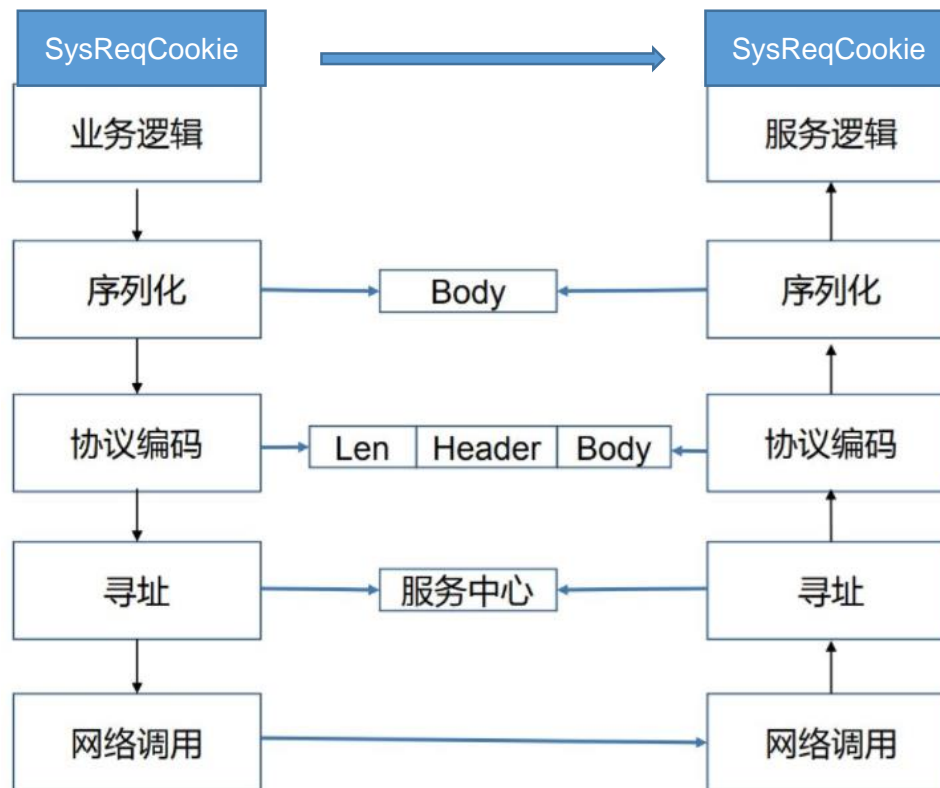 SysReqCookie
SysReqCookie
业务逻辑
服务逻辑
序列化
Body
序列化
协议编码
Len Header Body
协议编码
寻址
服务中心
寻址
网络调用
网络调用